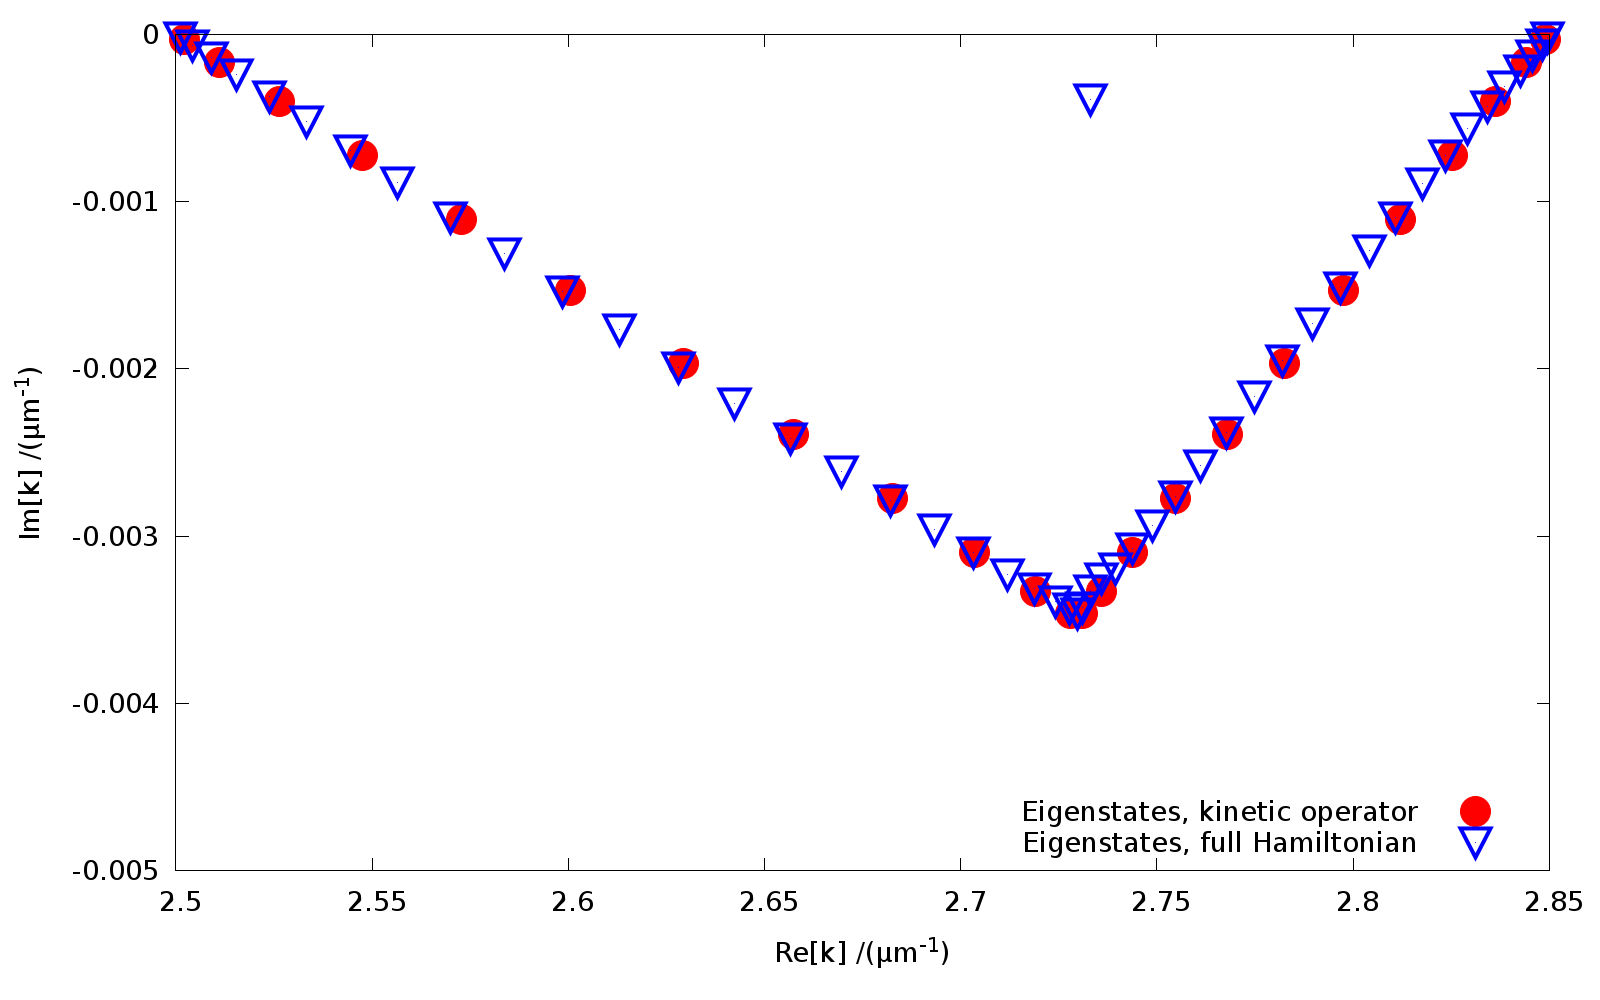 0
-0.001
-0.002
-0.003
-0.004
-0.005
2.5 2.55 2.6 2.65 2.7 2.75 2.8 2.85
Im[k] /(μm⁻¹)
Re[k] /(μm⁻¹)
Eigenstates, kinetic operator
Eigenstates, full Hamiltonian